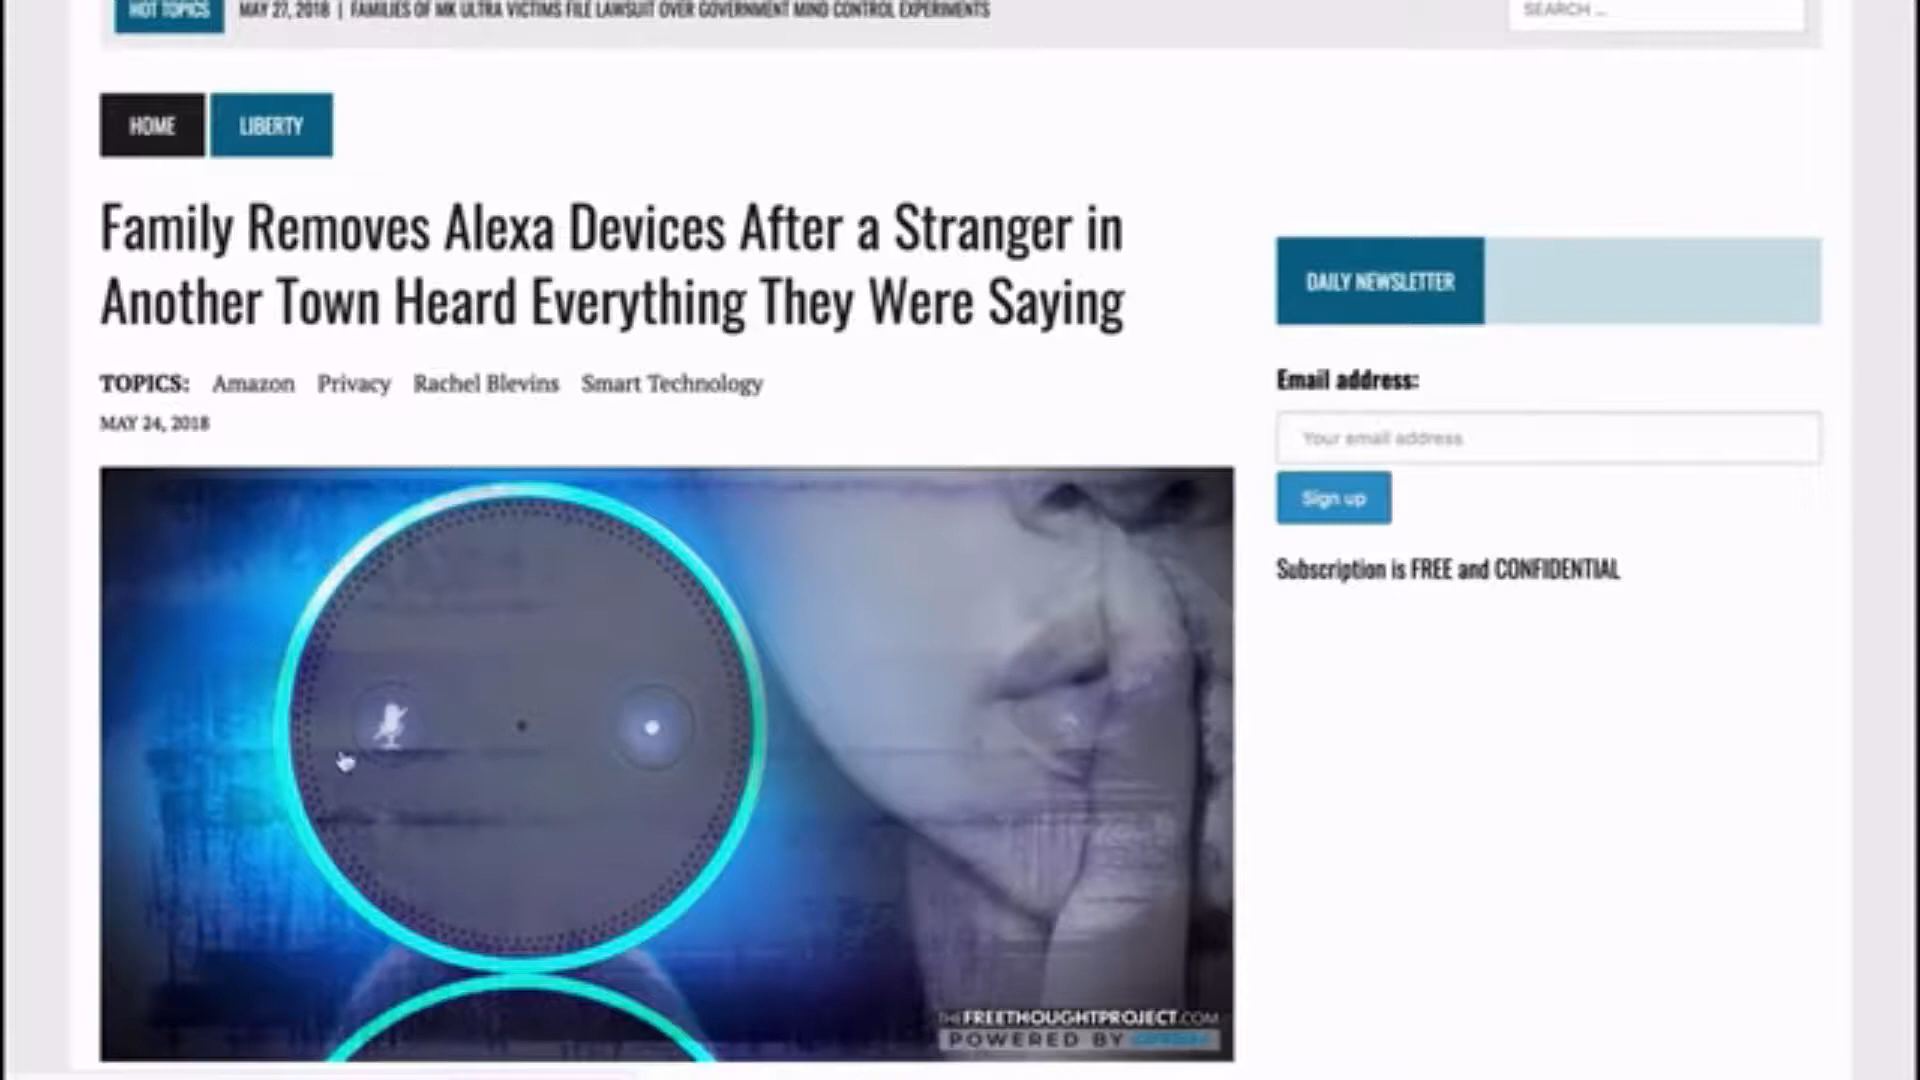 HOT TOPICS MAY 27, 2018 | FAMILIES OF MK ULTRA VICTIMS FILE LAWSUIT OVER GOVERNMENT MIND CONTROL EXPERIMENTS
SEARCH ...
HOME LIBERTY
Family Removes Alexa Devices After a Stranger in
Another Town Heard Everything They Were Saying
TOPICS: Amazon Privacy Rachel Blevins Smart Technology
MAY 24, 2018
DAILY NEWSLETTER
Email address:
Your email address
Sign up
Subscription is FREE and CONFIDENTIAL
THEFREETHOUGHTPROJECT.COM
POWERED BY